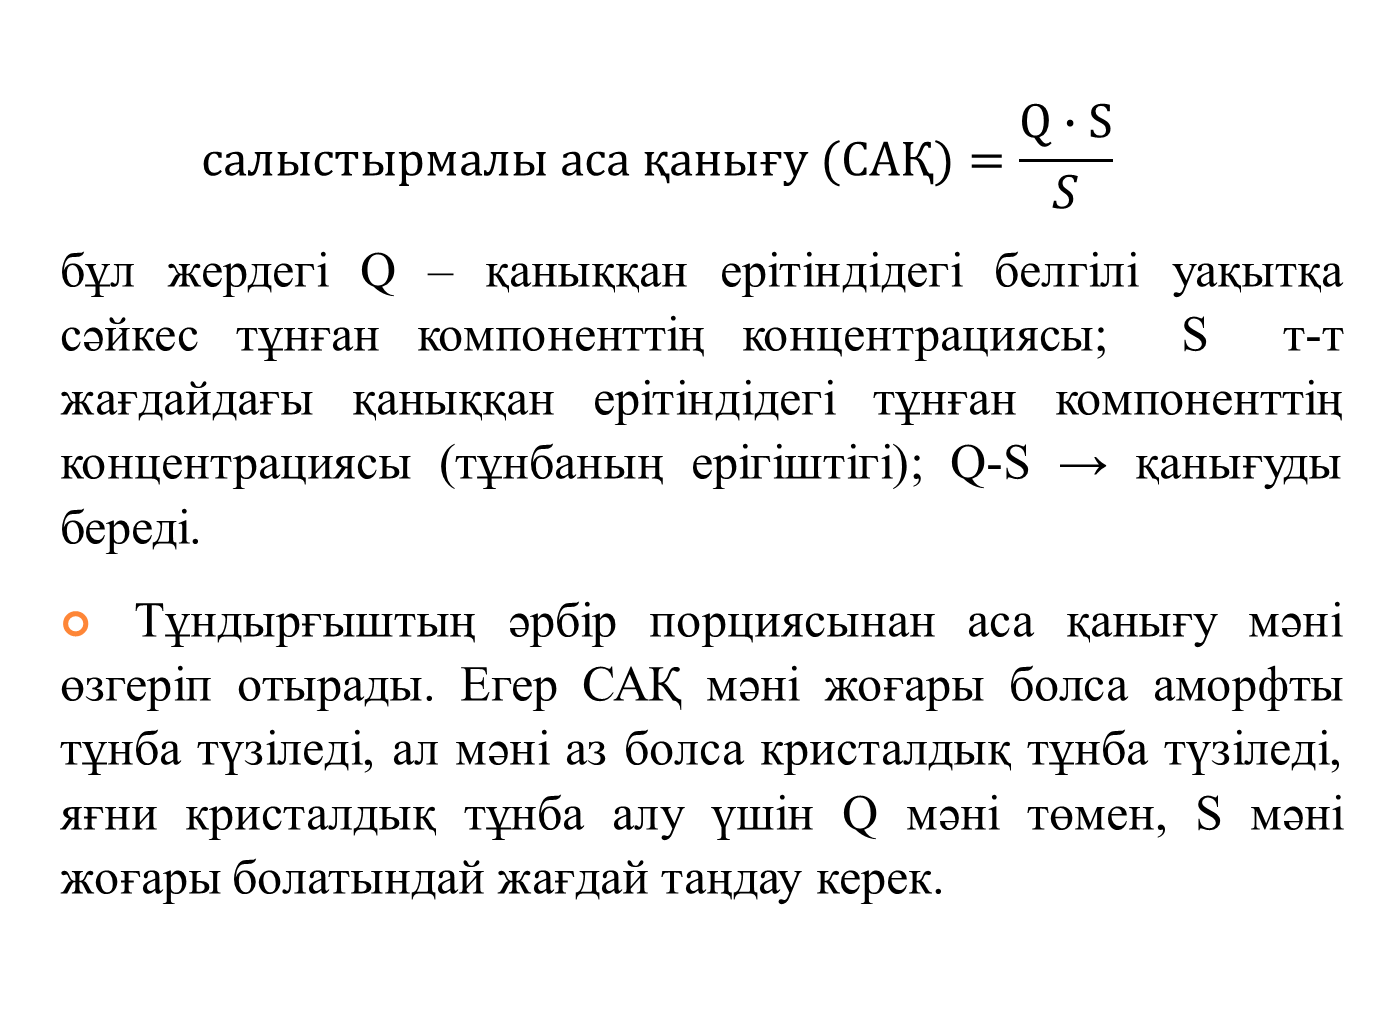 салыстырмалы аса қанығу (САҚ) = Q · S / S
бұл жердегі Q – қаныққан ерітіндідегі белгілі уақытқа
сәйкес тұнған компоненттің концентрациясы; S т-т
жағдайдағы қаныққан ерітіндідегі тұнған компоненттің
концентрациясы (тұнбаның ерігіштігі); Q-S → қанығуды
береді.
Тұндырғыштың әрбір порциясынан аса қанығу мәні
өзгеріп отырады. Егер САҚ мәні жоғары болса аморфты
тұнба түзіледі, ал мәні аз болса кристалдық тұнба түзіледі,
яғни кристалдық тұнба алу үшін Q мәні төмен, S мәні
жоғары болатындай жағдай таңдау керек.